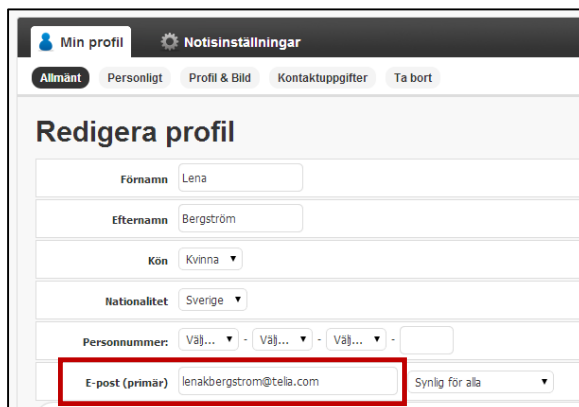 Min profil Notisinställningar
Allmänt Personligt Profil & Bild Kontaktuppgifter Ta bort
Redigera profil
Förnamn Lena
Efternamn Bergström
Kön Kvinna
Nationalitet Sverige
Personnummer: Välj... - Välj... - Välj... -
E-post (primär) lenakbergstrom@telia.com Synlig för alla